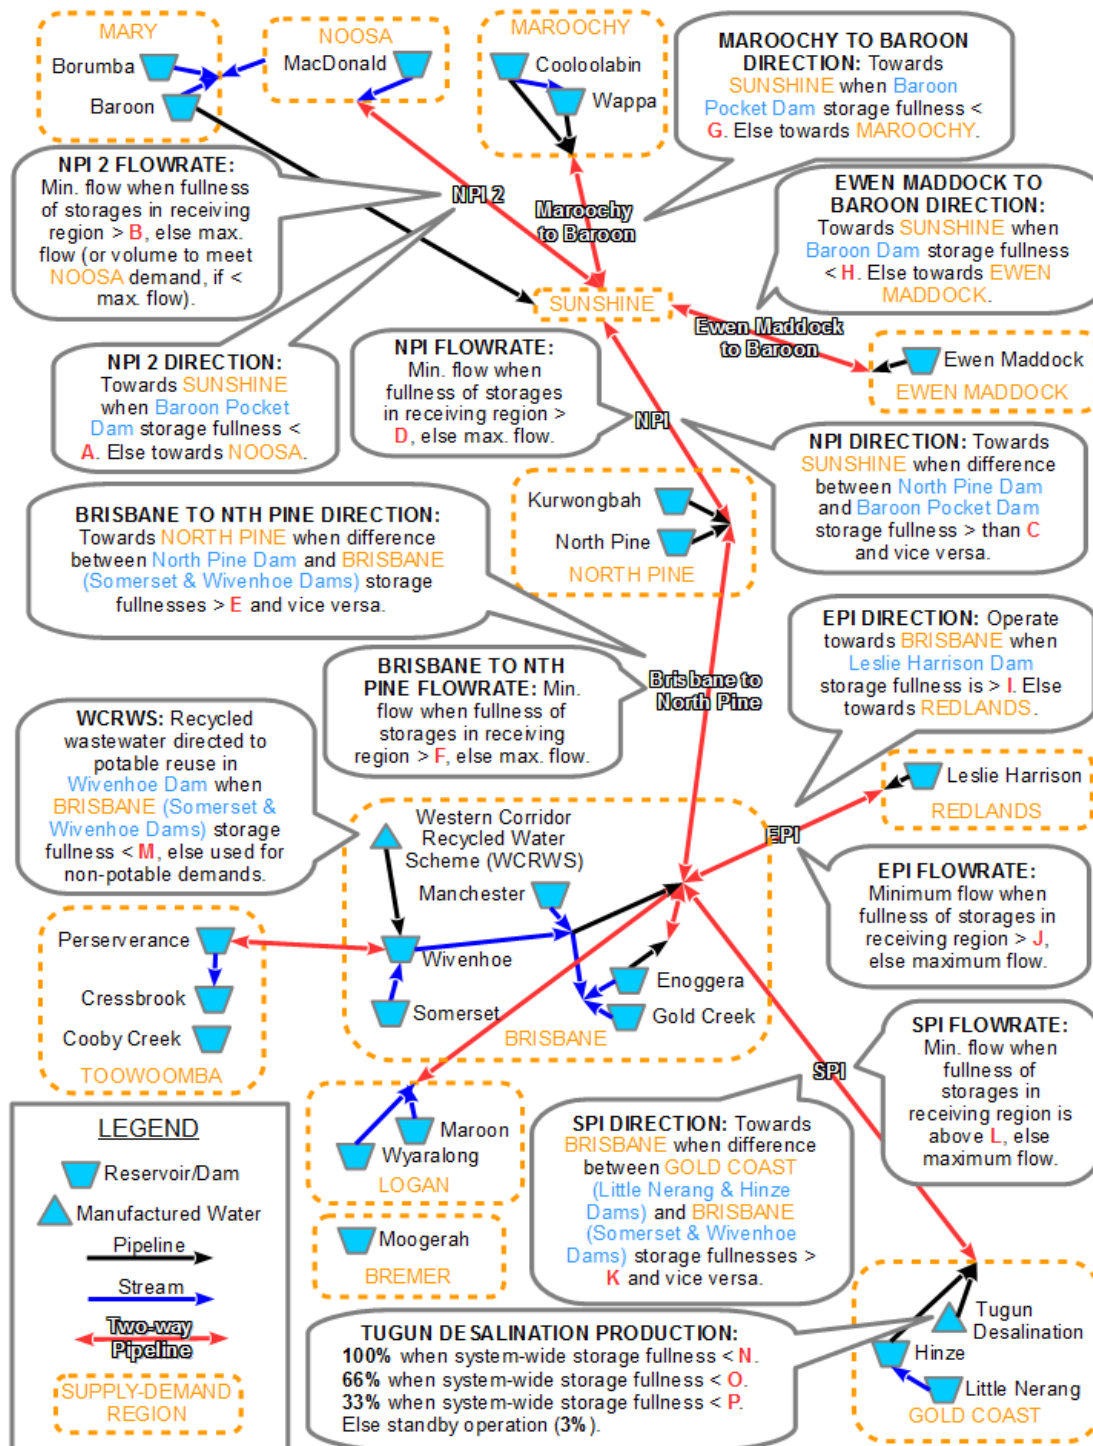 MARY
Borumba
Baroon
NOOSA
MacDonald
MAROOCHY
Cooloolabin
Wappa
MAROOCHY TO BAROON
DIRECTION: Towards
SUNSHINE when Baroon
Pocket Dam storage fullness <
G. Else towards MAROOCHY.
NPI 2 FLOWRATE:
Min. flow when fullness
of storages in receiving
region > B, else max.
flow (or volume to meet
NOOSA demand, if <
max. flow).
NPI 2
Maroochy
to Baroon
EWEN MADDOCK TO
BAROON DIRECTION:
Towards SUNSHINE when
Baroon Dam storage fullness
< H. Else towards EWEN
MADDOCK.
SUNSHINE
Ewen Maddock
to Baroon
Ewen Maddock
EWEN MADDOCK
NPI 2 DIRECTION:
Towards SUNSHINE
when Baroon Pocket
Dam storage fullness <
A. Else towards NOOSA.
NPI FLOWRATE:
Min. flow when
fullness of storages
in receiving region >
D, else max. flow.
NPI
NPI DIRECTION: Towards
SUNSHINE when difference
between North Pine Dam
and Baroon Pocket Dam
storage fullness > than C
and vice versa.
Kurwongbah
North Pine
NORTH PINE
BRISBANE TO NTH PINE DIRECTION:
Towards NORTH PINE when difference
between North Pine Dam and BRISBANE
(Somerset & Wivenhoe Dams) storage
fullnesses > E and vice versa.
BRISBANE TO NTH
PINE FLOWRATE: Min.
flow when fullness of
storages in receiving
region > F, else max. flow.
Brisbane to
North Pine
EPI DIRECTION: Operate
towards BRISBANE when
Leslie Harrison Dam
storage fullness is > I. Else
towards REDLANDS.
WCRWS: Recycled
wastewater directed to
potable reuse in
Wivenhoe Dam when
BRISBANE (Somerset &
Wivenhoe Dams) storage
fullness < M, else used for
non-potable demands.
Leslie Harrison
REDLANDS
Western Corridor
Recycled Water
Scheme (WCRWS)
Manchester
Wivenhoe
Somerset
Enoggera
Gold Creek
BRISBANE
EPI
EPI FLOWRATE:
Minimum flow when
fullness of storages in
receiving region > J,
else maximum flow.
Perserverance
Cressbrook
Cooby Creek
TOOWOOMBA
SPI
SPI FLOWRATE:
Min. flow when
fullness of
storages in
receiving region is
above L, else
maximum flow.
Maroon
Wyaralong
LOGAN
SPI DIRECTION: Towards
BRISBANE when difference
between GOLD COAST
(Little Nerang & Hinze
Dams) and BRISBANE
(Somerset & Wivenhoe
Dams) storage fullnesses >
K and vice versa.
Moogerah
BREMER
LEGEND
Reservoir/Dam
Manufactured Water
Pipeline
Stream
Two-way
Pipeline
SUPPLY-DEMAND
REGION
TUGUN DESALINATION PRODUCTION:
100% when system-wide storage fullness < N.
66% when system-wide storage fullness < O.
33% when system-wide storage fullness < P.
Else standby operation (3%).
Tugun
Desalination
Hinze
Little Nerang
GOLD COAST